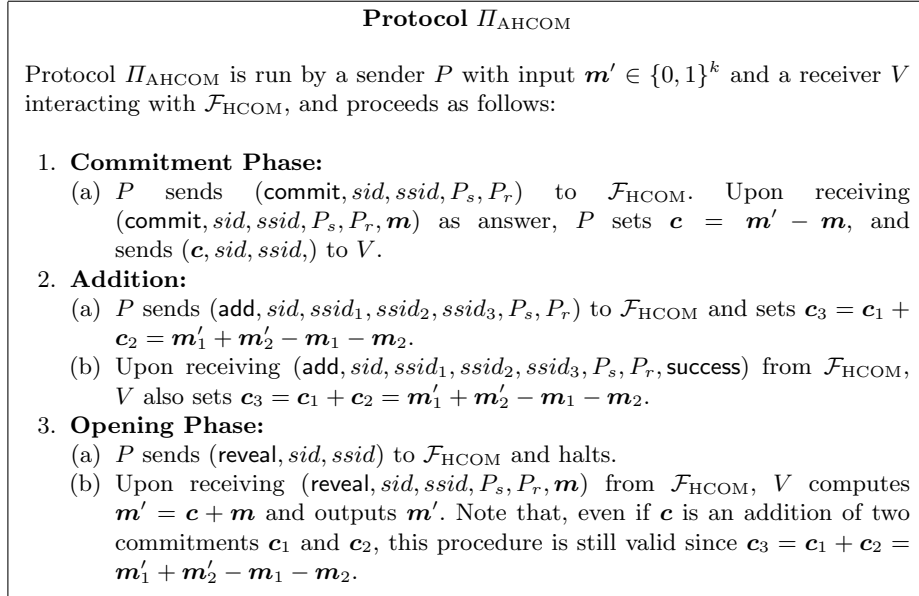 Protocol Π_AHCOM
Protocol Π_AHCOM is run by a sender P with input m′ ∈ {0, 1}^k and a receiver V
interacting with F_HCOM, and proceeds as follows:
1. Commitment Phase:
(a) P sends (commit, sid, ssid, P_s, P_r) to F_HCOM. Upon receiving
(commit, sid, ssid, P_s, P_r, m) as answer, P sets c = m′ − m, and
sends (c, sid, ssid,) to V.
2. Addition:
(a) P sends (add, sid, ssid_1, ssid_2, ssid_3, P_s, P_r) to F_HCOM and sets c_3 = c_1 +
c_2 = m′_1 + m′_2 − m_1 − m_2.
(b) Upon receiving (add, sid, ssid_1, ssid_2, ssid_3, P_s, P_r, success) from F_HCOM,
V also sets c_3 = c_1 + c_2 = m′_1 + m′_2 − m_1 − m_2.
3. Opening Phase:
(a) P sends (reveal, sid, ssid) to F_HCOM and halts.
(b) Upon receiving (reveal, sid, ssid, P_s, P_r, m) from F_HCOM, V computes
m′ = c + m and outputs m′. Note that, even if c is an addition of two
commitments c_1 and c_2, this procedure is still valid since c_3 = c_1 + c_2 =
m′_1 + m′_2 − m_1 − m_2.